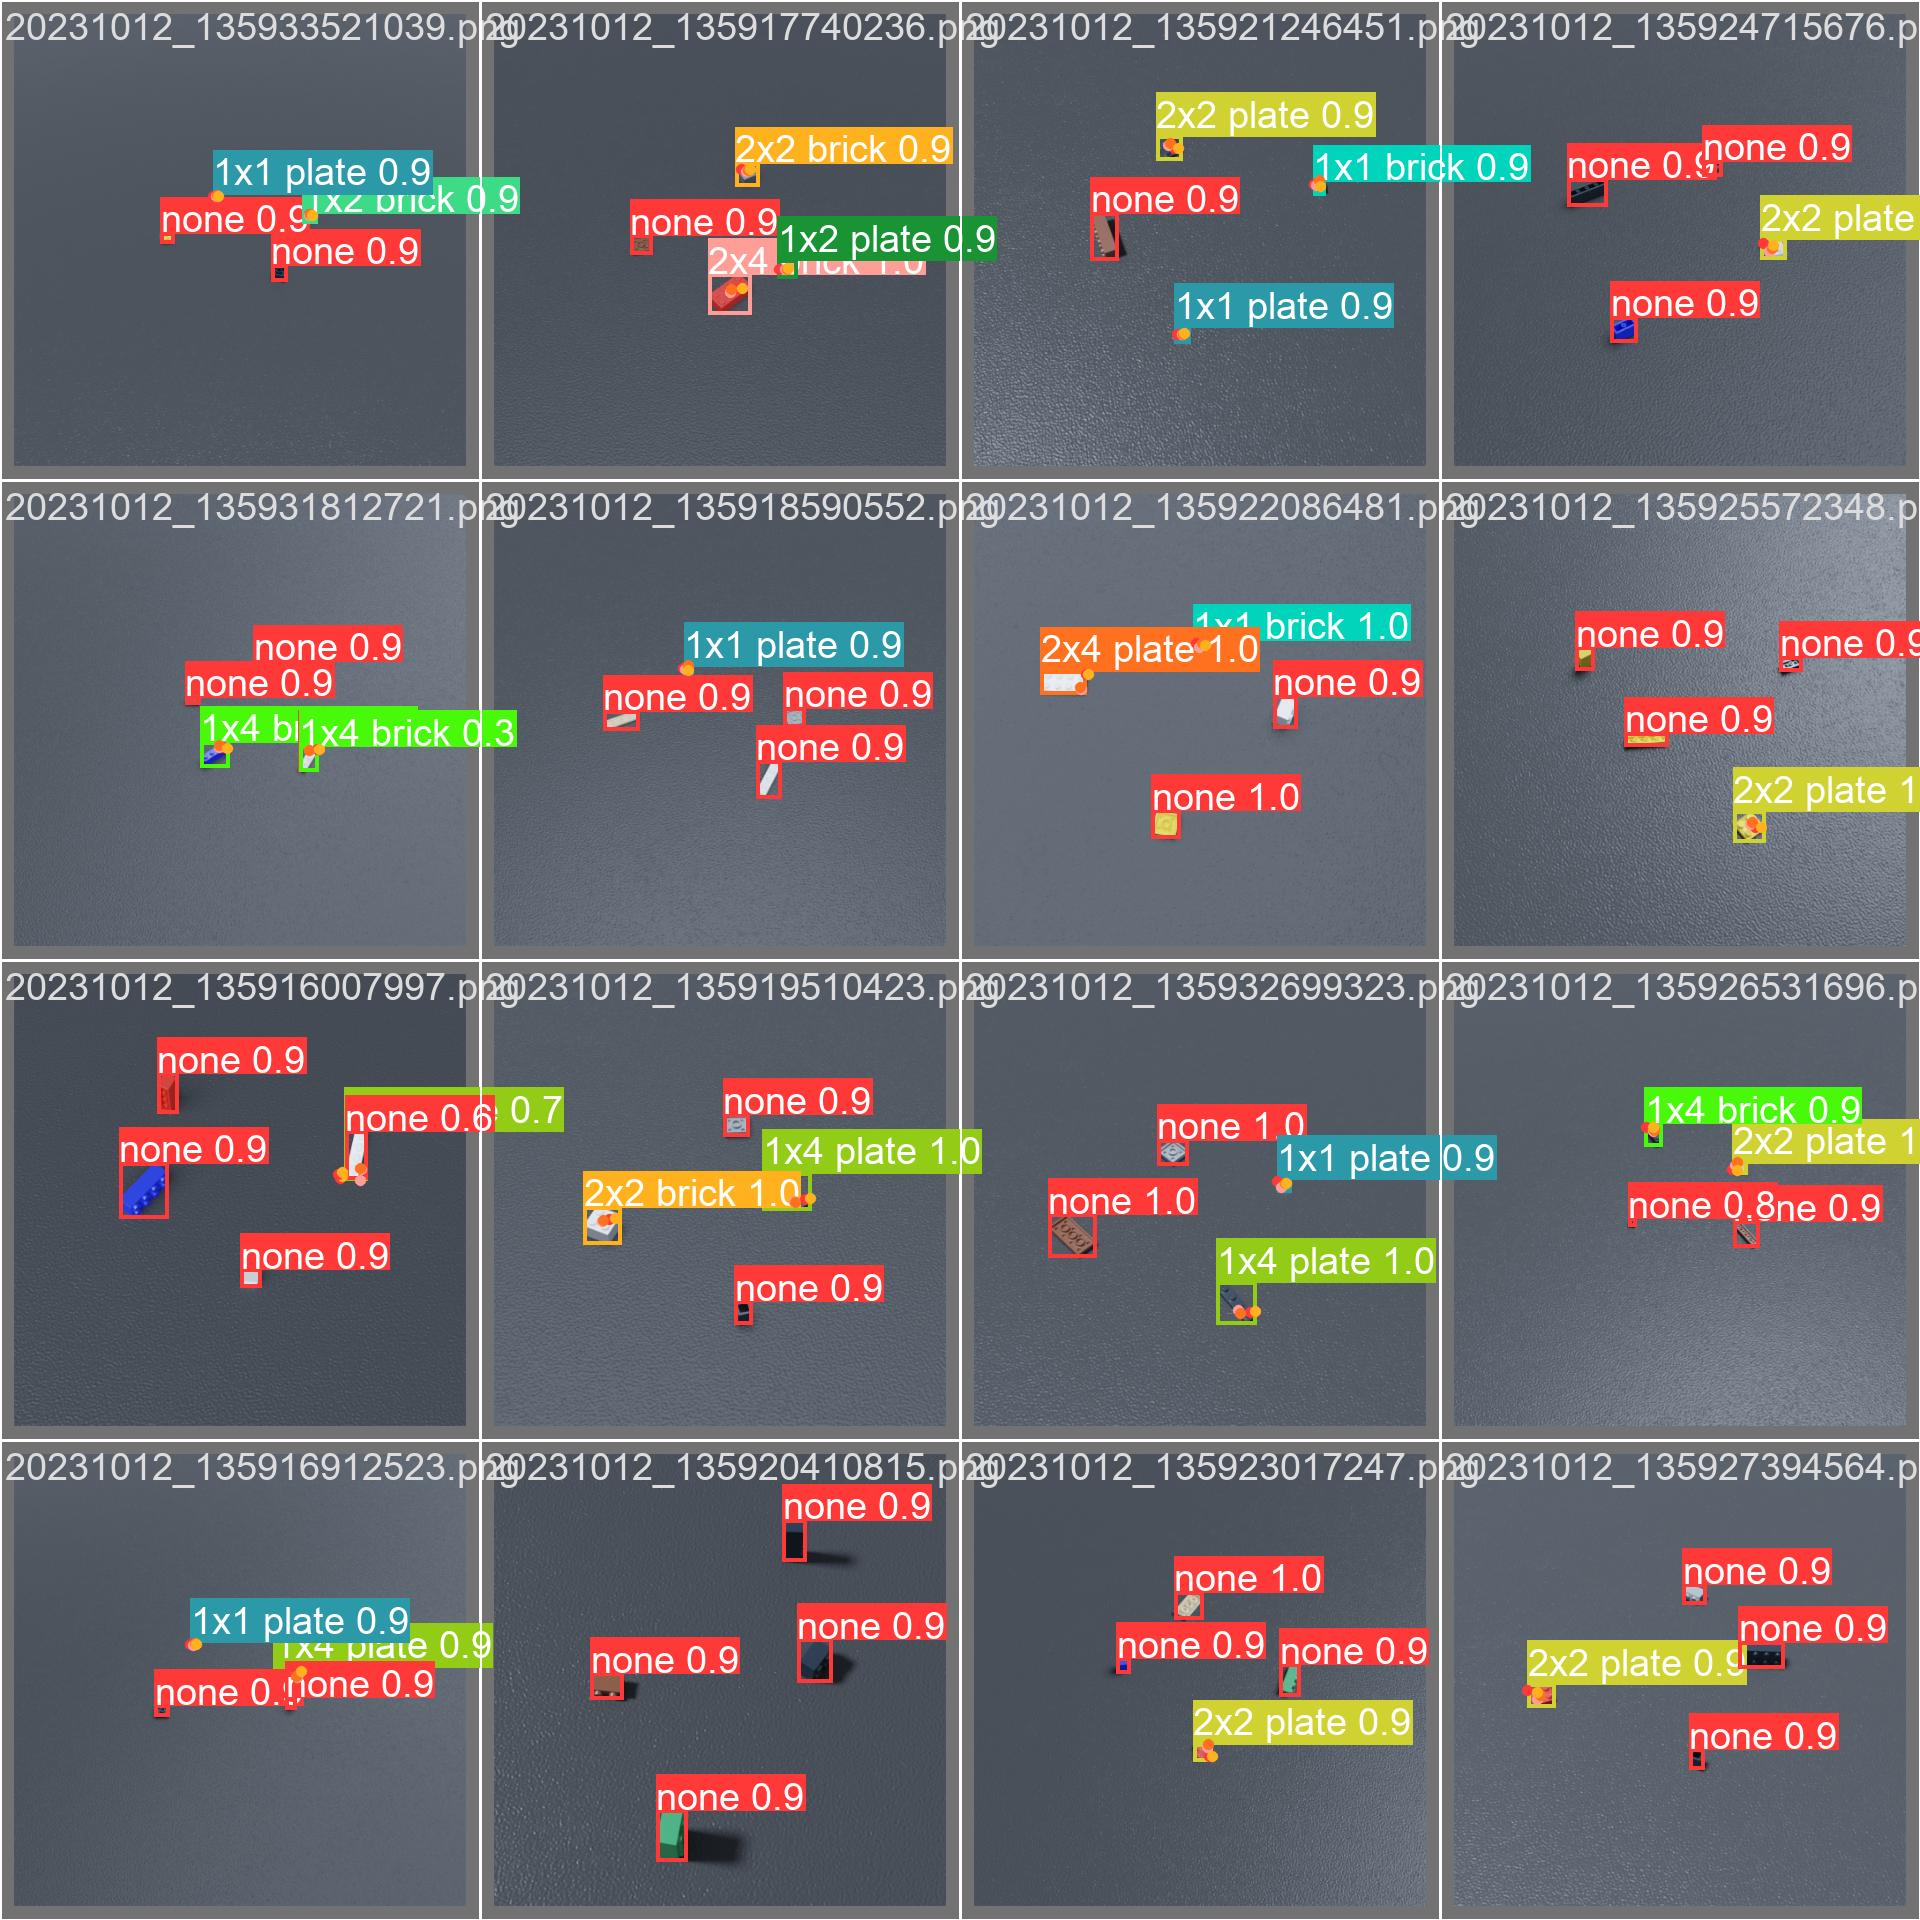 20231012_135933521039.png
1x1 plate 0.9
1x2 brick 0.9
none 0.9
none 0.9
20231012_135917740236.png
2x2 brick 0.9
none 0.9
1x2 plate 0.9
2x4 brick 1.0
20231012_135921246451.png
2x2 plate 0.9
1x1 brick 0.9
none 0.9
1x1 plate 0.9
20231012_135924715676.p
none 0.9
none 0.9
2x2 plate
none 0.9
20231012_135931812721.png
none 0.9
none 0.9
1x4 br
1x4 brick 0.3
20231012_135918590552.png
1x1 plate 0.9
none 0.9
none 0.9
none 0.9
20231012_135922086481.png
1x1 brick 1.0
2x4 plate 1.0
none 0.9
none 1.0
20231012_135925572348.p
none 0.9
none 0.9
none 0.9
2x2 plate 1
20231012_135916007997.png
none 0.9
0.7
none 0.6
none 0.9
none 0.9
20231012_135919510423.png
none 0.9
1x4 plate 1.0
2x2 brick 1.0
none 0.9
20231012_135932699323.png
none 1.0
1x1 plate 0.9
none 1.0
1x4 plate 1.0
20231012_135926531696.p
1x4 brick 0.9
2x2 plate 1
none 0.8
ne 0.9
20231012_135916912523.png
1x1 plate 0.9
1x4 plate 0.9
none 0.9
none 0.9
20231012_135920410815.png
none 0.9
none 0.9
none 0.9
none 0.9
20231012_135923017247.png
none 1.0
none 0.9
none 0.9
2x2 plate 0.9
20231012_135927394564.p
none 0.9
none 0.9
2x2 plate 0.9
none 0.9